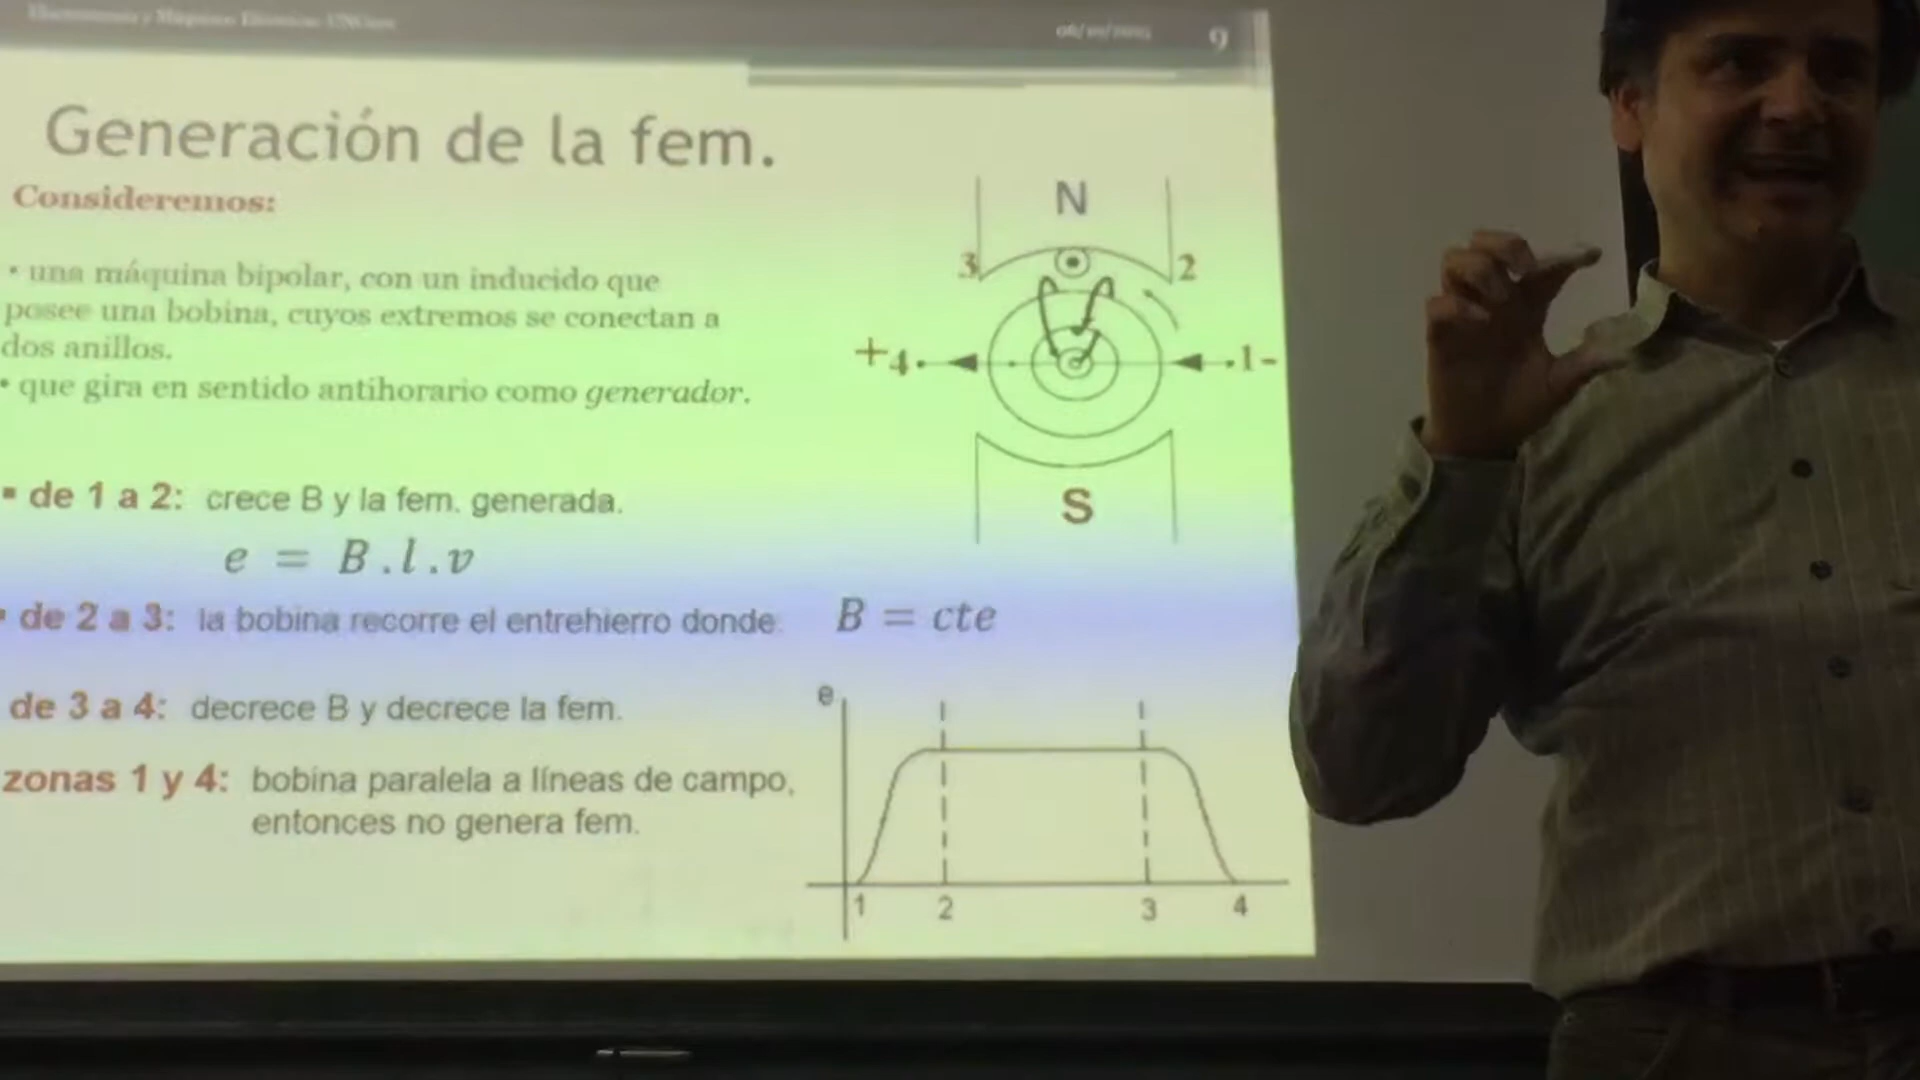 9
Generación de la fem.
Consideremos:
• una máquina bipolar, con un inducido que
posee una bobina, cuyos extremos se conectan a
dos anillos.
• que gira en sentido antihorario como generador.
N
3
2
+4.
.1-
S
▪ de 1 a 2: crece B y la fem. generada.
e = B.l.v
▪ de 2 a 3: la bobina recorre el entrehierro donde: B = cte
de 3 a 4: decrece B y decrece la fem.
zonas 1 y 4: bobina paralela a líneas de campo,
entonces no genera fem.
e
1 2 3 4